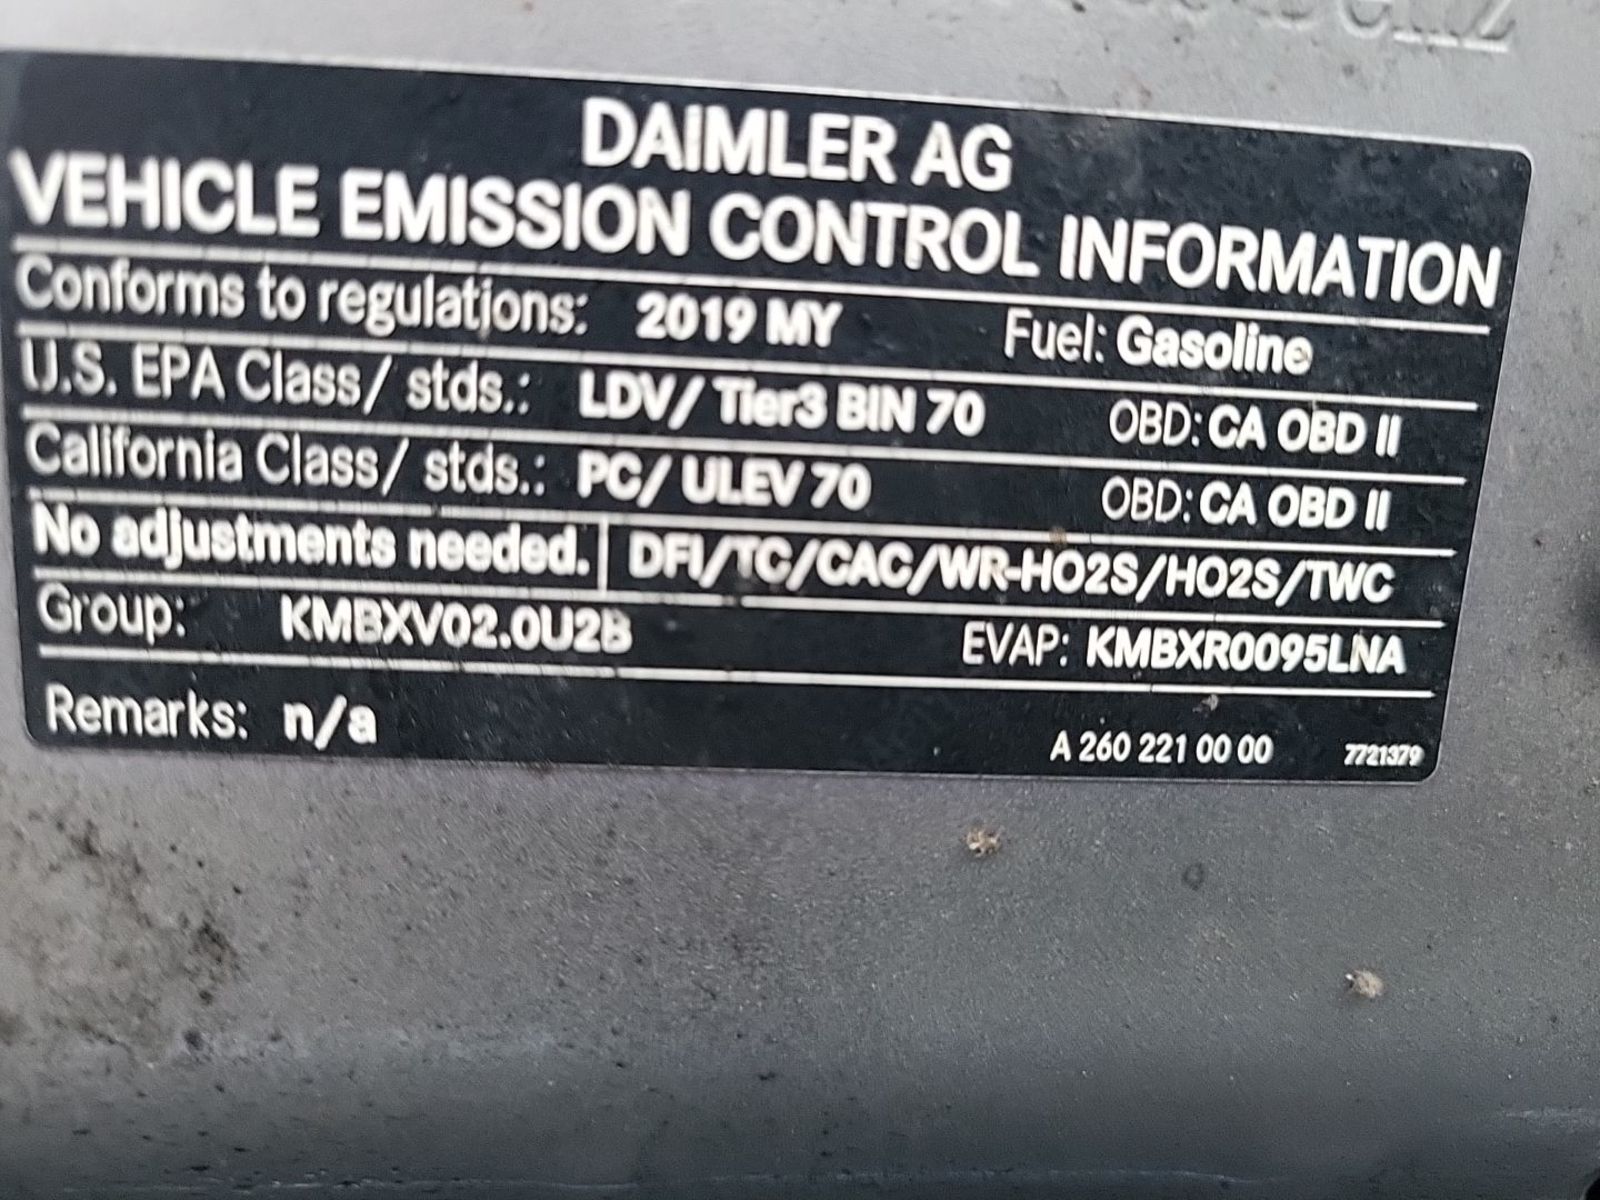 DAIMLER AG
VEHICLE EMISSION CONTROL INFORMATION
Conforms to regulations: 2019 MY Fuel: Gasoline
U.S. EPA Class/ stds.: LDV/ Tier3 BIN 70 OBD: CA OBD II
California Class/ stds.: PC/ ULEV 70 OBD: CA OBD II
No adjustments needed. DFI/TC/CAC/WR-HO2S/HO2S/TWC
Group: KMBXV02.0U2B EVAP: KMBXR0095LNA
Remarks: n/a
A 260 221 00 00 7721379